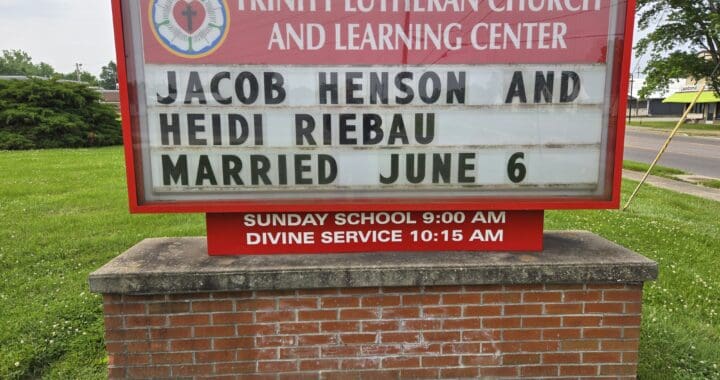 TRINITY LUTHERAN CHURCH
AND LEARNING CENTER
JACOB HENSON AND
HEIDI RIEBAU
MARRIED JUNE 6
SUNDAY SCHOOL 9:00 AM
DIVINE SERVICE 10:15 AM